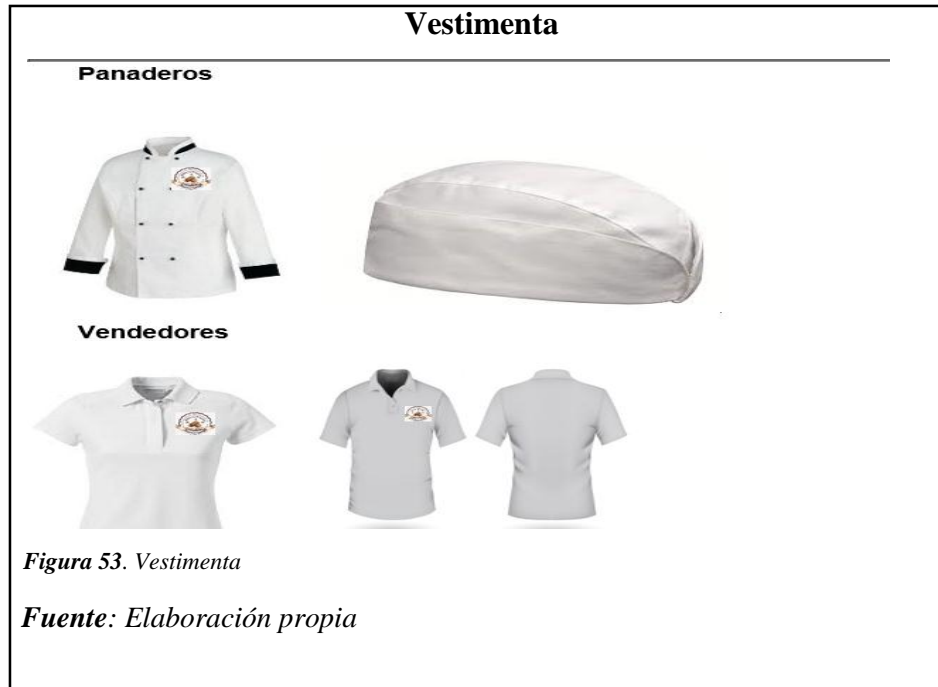 Vestimenta
Panaderos
Vendedores
Figura 53. Vestimenta
Fuente: Elaboración propia